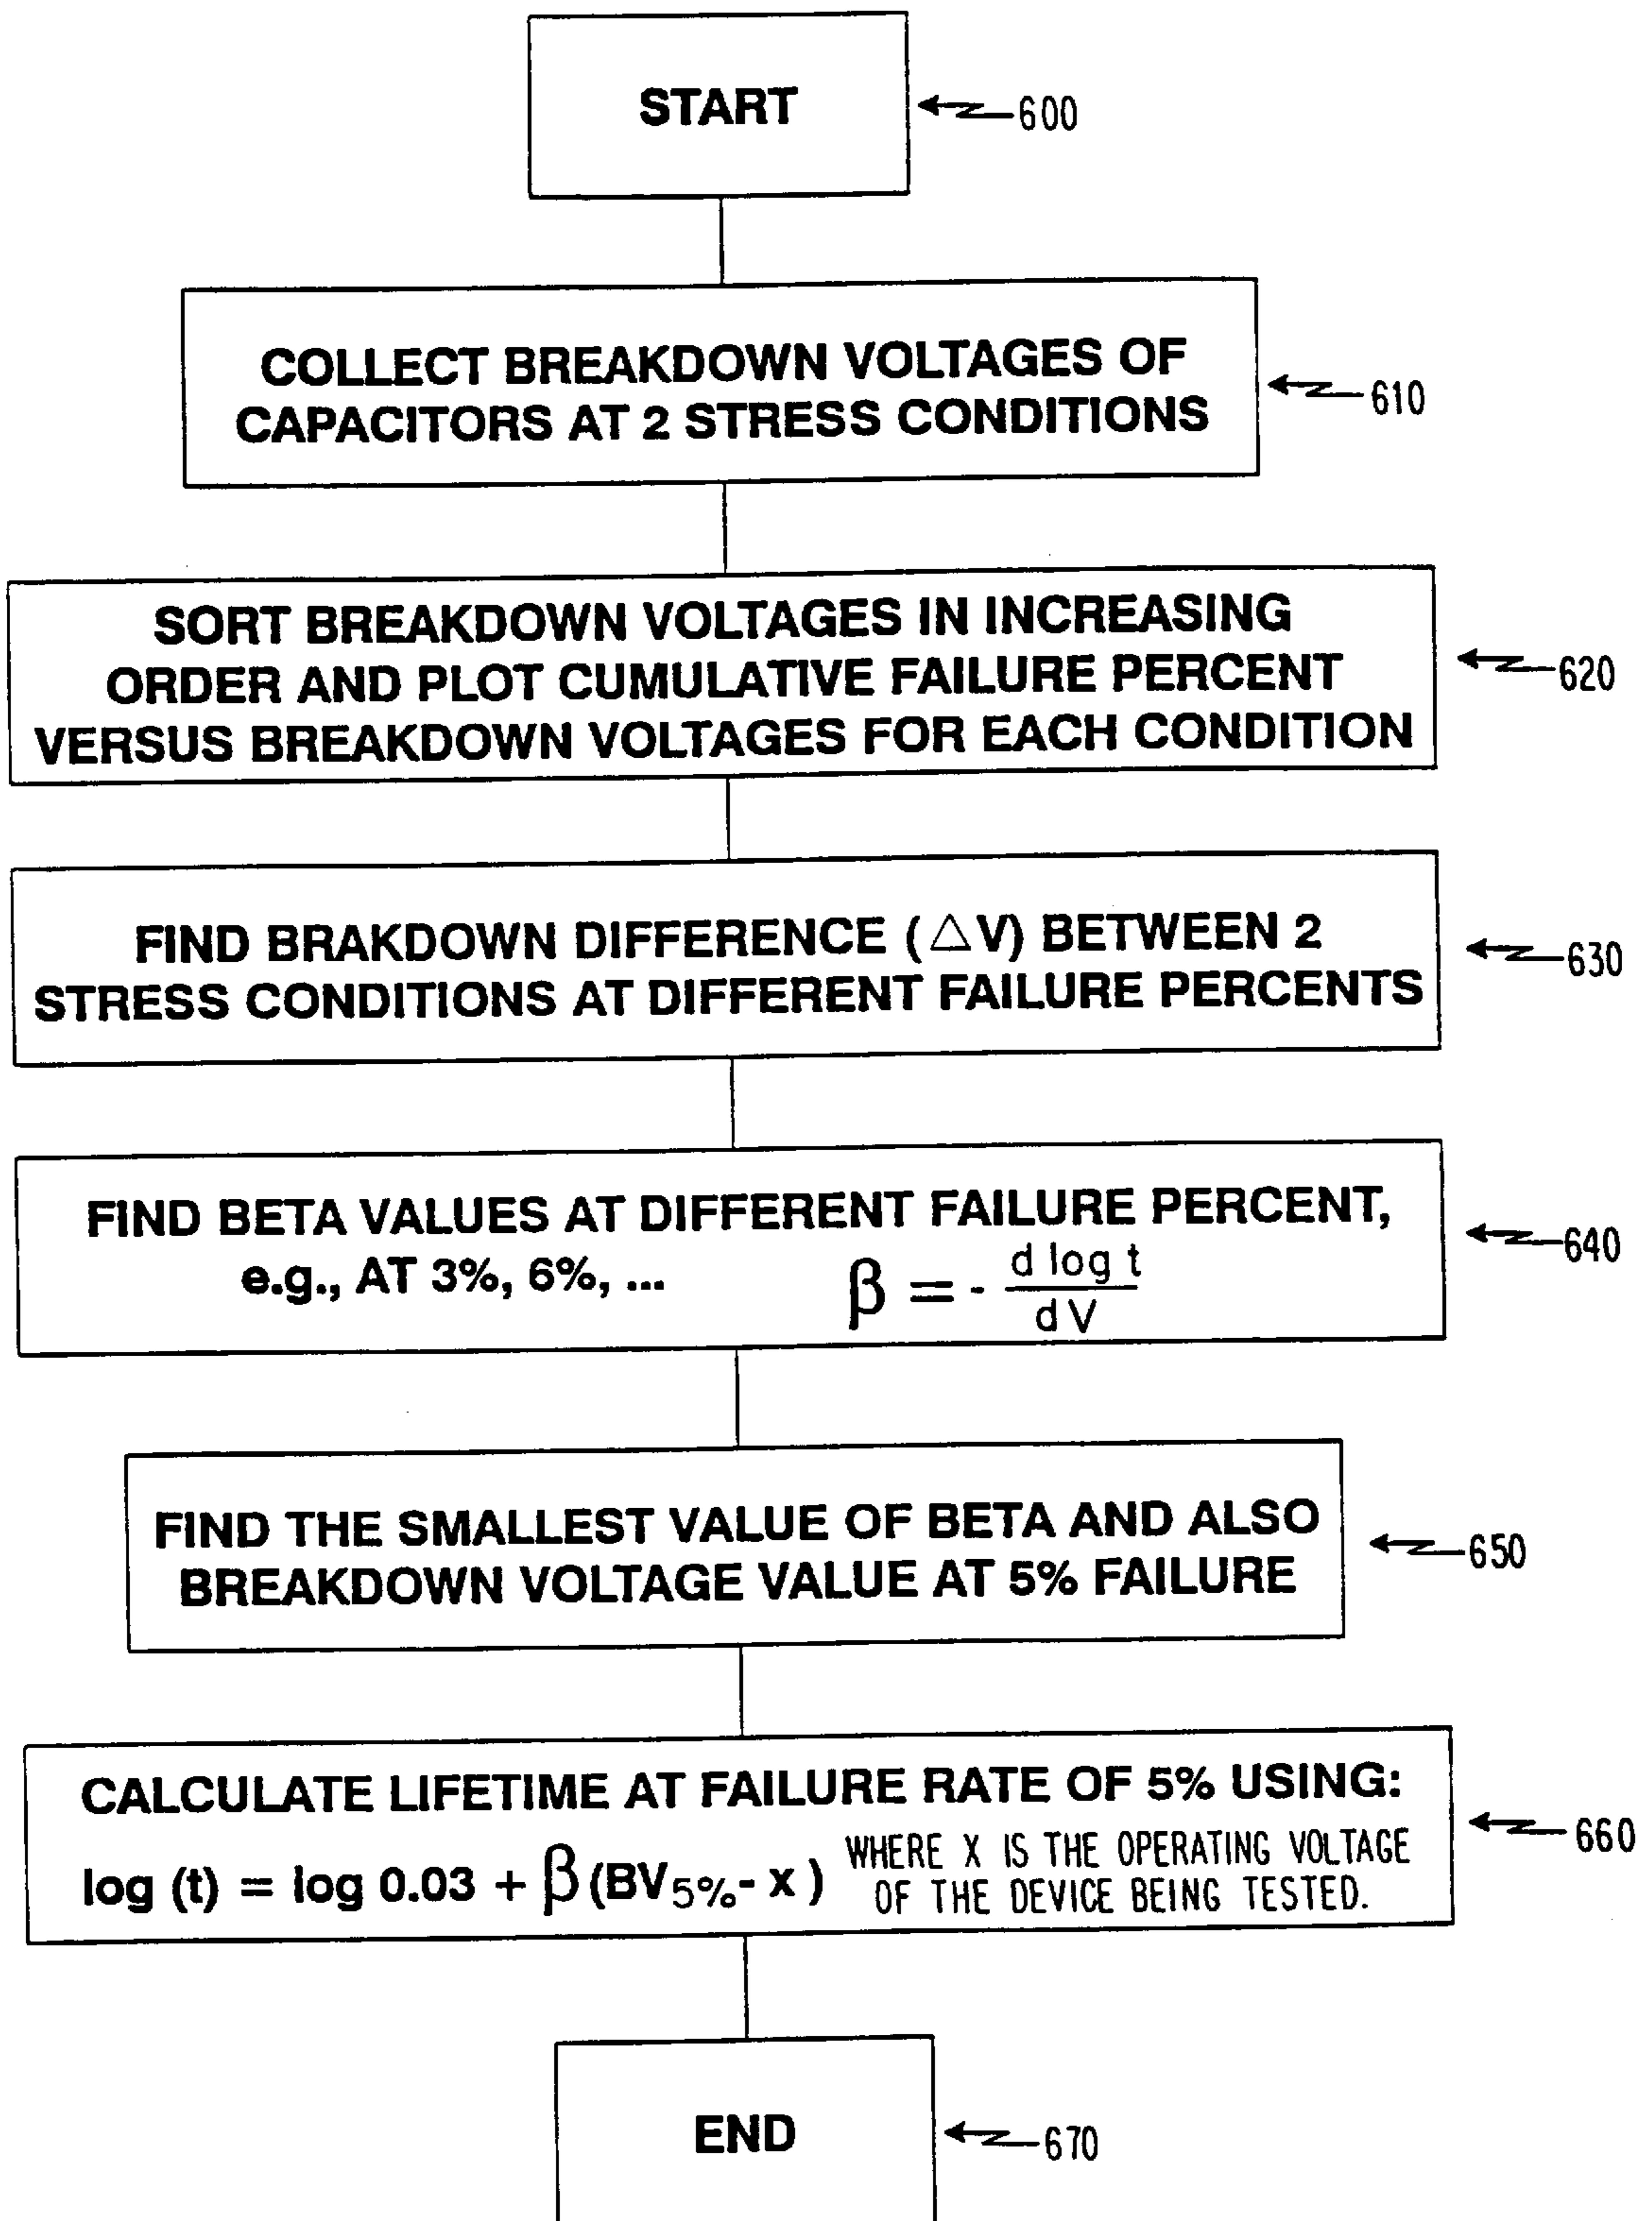 START
600
COLLECT BREAKDOWN VOLTAGES OF
CAPACITORS AT 2 STRESS CONDITIONS
610
SORT BREAKDOWN VOLTAGES IN INCREASING
ORDER AND PLOT CUMULATIVE FAILURE PERCENT
VERSUS BREAKDOWN VOLTAGES FOR EACH CONDITION
620
FIND BRAKDOWN DIFFERENCE (△V) BETWEEN 2
STRESS CONDITIONS AT DIFFERENT FAILURE PERCENTS
630
FIND BETA VALUES AT DIFFERENT FAILURE PERCENT,
e.g., AT 3%, 6%, ...
β = - d log t / d V
640
FIND THE SMALLEST VALUE OF BETA AND ALSO
BREAKDOWN VOLTAGE VALUE AT 5% FAILURE
650
CALCULATE LIFETIME AT FAILURE RATE OF 5% USING:
log (t) = log 0.03 + β (BV5% - x )
WHERE X IS THE OPERATING VOLTAGE
OF THE DEVICE BEING TESTED.
660
END
670